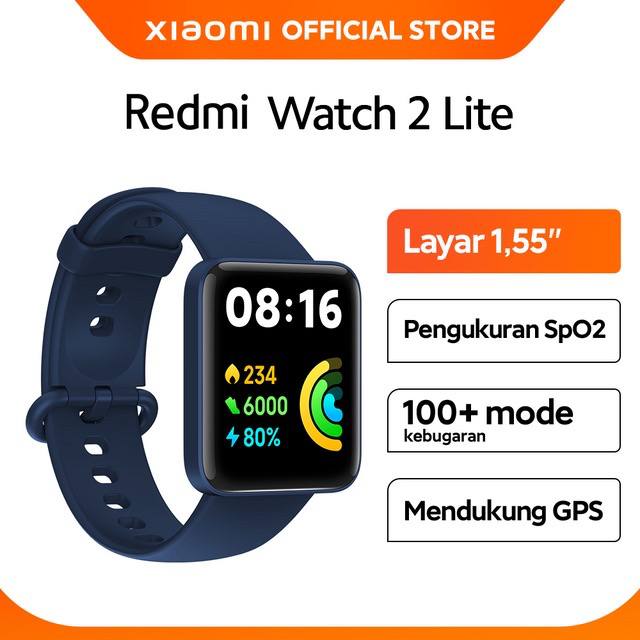 xiaomi OFFICIAL STORE
Redmi Watch 2 Lite
08:16
234
6000
80%
Layar 1,55"
Pengukuran SpO2
100+ mode
kebugaran
Mendukung GPS